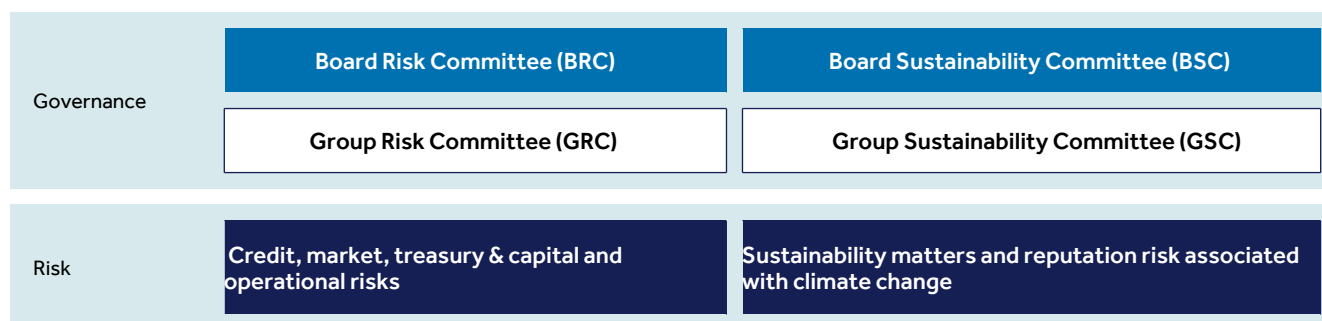 Governance
Board Risk Committee (BRC)
Board Sustainability Committee (BSC)
Group Risk Committee (GRC)
Group Sustainability Committee (GSC)
Risk
Credit, market, treasury & capital and
operational risks
Sustainability matters and reputation risk associated
with climate change